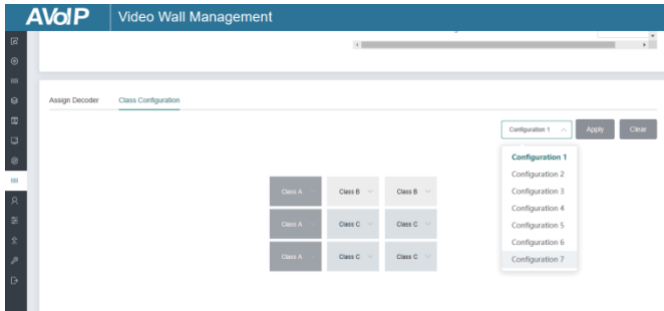 AVoIP Video Wall Management
Assign Decoder Class Configuration
Configuration 1 Apply Clear
Configuration 1
Configuration 2
Configuration 3
Configuration 4
Configuration 5
Configuration 6
Configuration 7
Class A Class B Class B
Class A Class C Class C
Class A Class C Class C